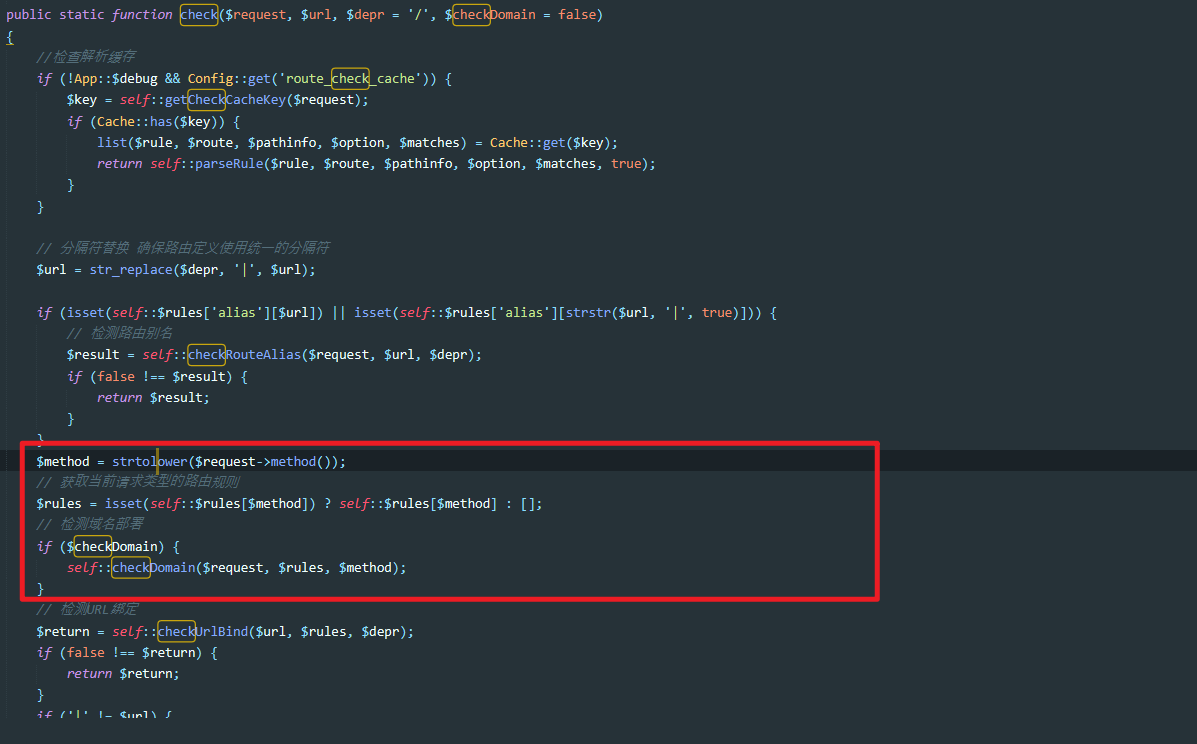 public static function check($request, $url, $depr = '/', $checkDomain = false)
{
    //检查解析缓存
    if (!App::$debug && Config::get('route_check_cache')) {
        $key = self::getCheckCacheKey($request);
        if (Cache::has($key)) {
            list($rule, $route, $pathinfo, $option, $matches) = Cache::get($key);
            return self::parseRule($rule, $route, $pathinfo, $option, $matches, true);
        }
    }

    // 分隔符替换 确保路由定义使用统一的分隔符
    $url = str_replace($depr, '|', $url);

    if (isset(self::$rules['alias'][$url]) || isset(self::$rules['alias'][strstr($url, '|', true)])) {
        // 检测路由别名
        $result = self::checkRouteAlias($request, $url, $depr);
        if (false !== $result) {
            return $result;
        }
    }
    $method = strtolower($request->method());
    // 获取当前请求类型的路由规则
    $rules = isset(self::$rules[$method]) ? self::$rules[$method] : [];
    // 检测域名部署
    if ($checkDomain) {
        self::checkDomain($request, $rules, $method);
    }
    // 检测URL绑定
    $return = self::checkUrlBind($url, $rules, $depr);
    if (false !== $return) {
        return $return;
    }
    if ('|' != $url) {